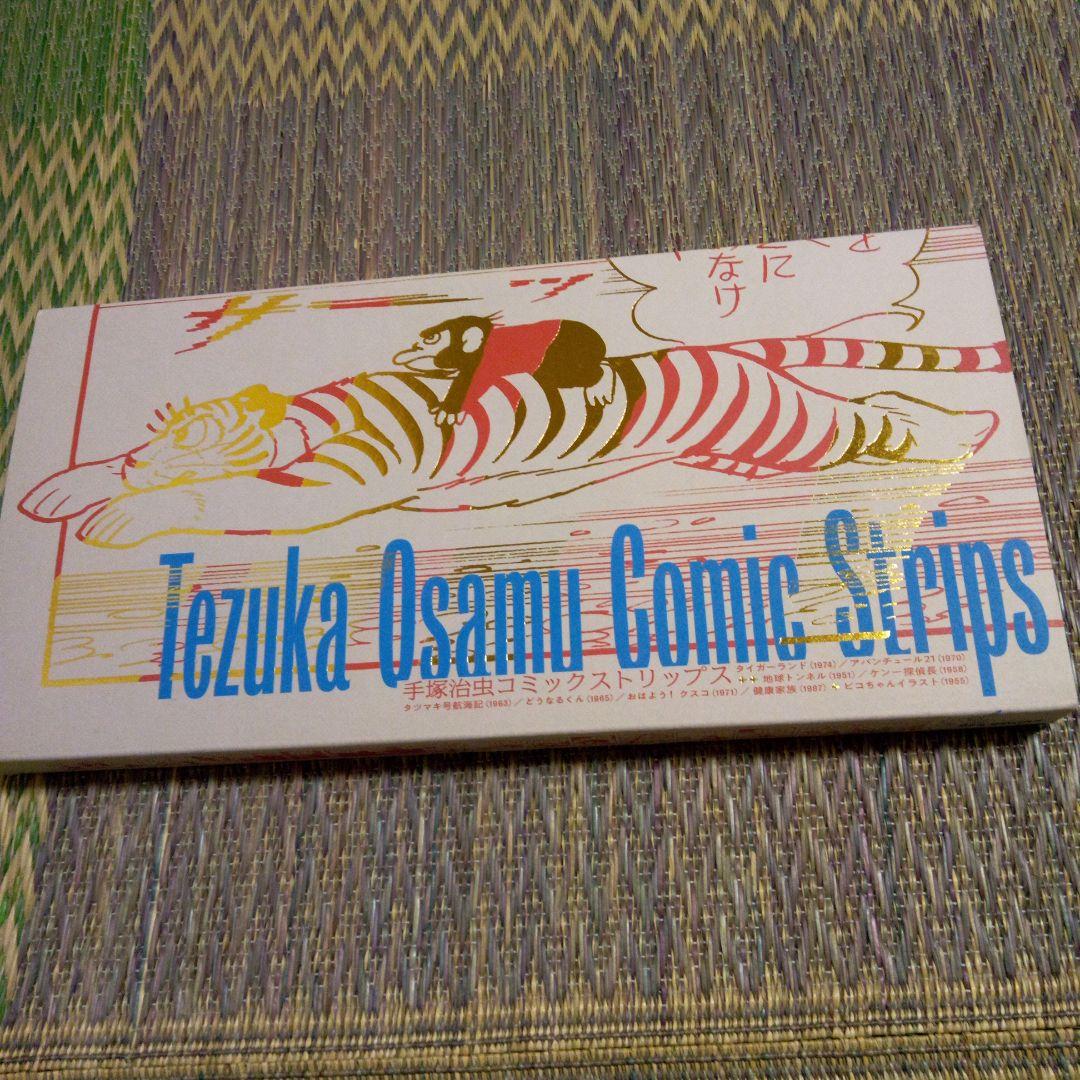 なけ
に
Tezuka Osamu Comic Strips
手塚治虫コミックストリップス ++ タイガーランド(1974)／アバンチュール21(1970)
地球トンネル(1951)／ケン一探偵長(1958)
タツマキ号航海記(1963)／どうなるくん(1965)／おはよう！クスコ(1971)／健康家族(1987) + ピコちゃんイラスト(1955)